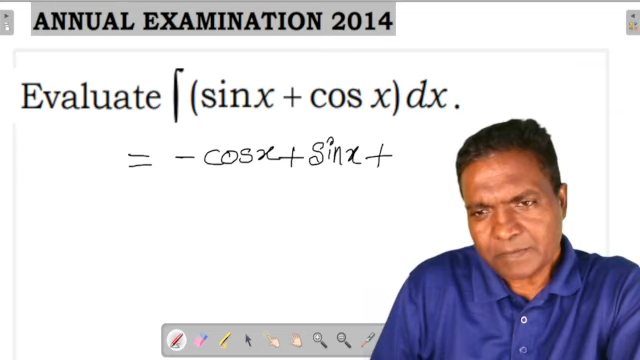 ANNUAL EXAMINATION 2014
Evaluate ∫(sinx + cos x) dx.
= - cosx + sinx +